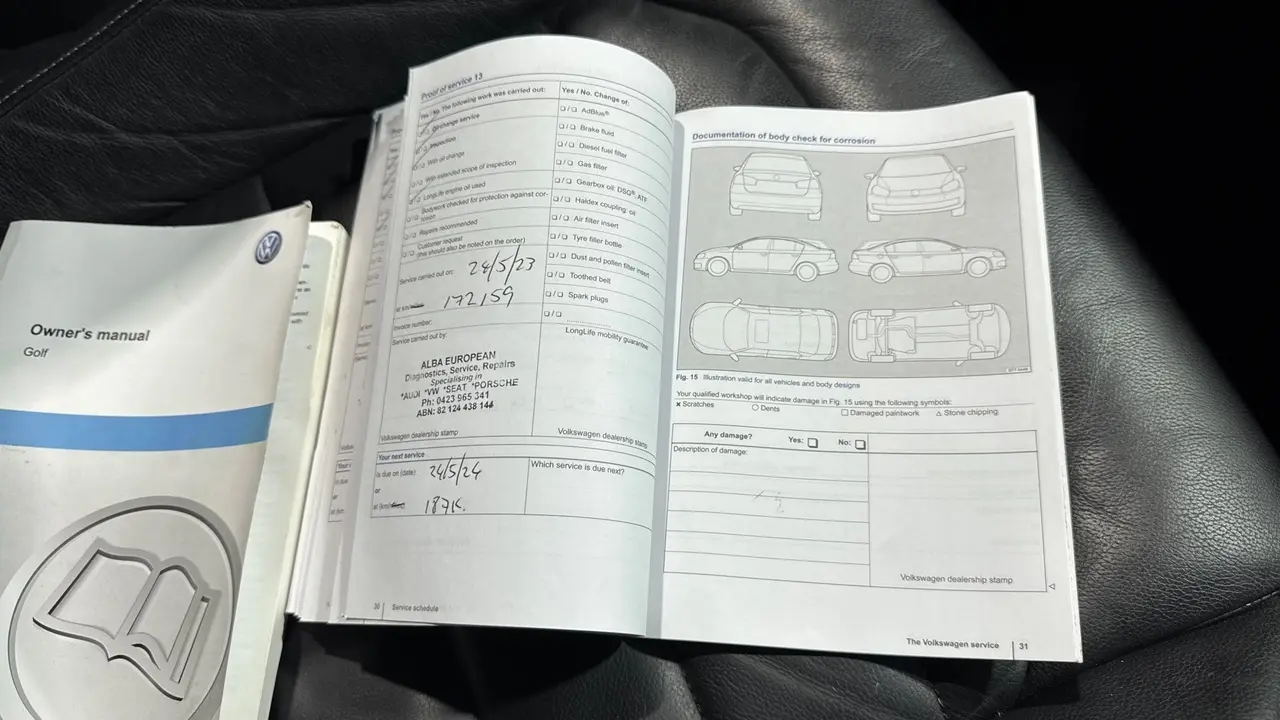 Owner's manual
Golf
Proof of service 13
Yes / No. The following work was carried out:
Oil change service
Inspection
With oil change
With extended scope of inspection
LongLife engine oil used
Bodywork checked for protection against cor-
rosion
Repairs recommended
Customer request
(this should also be noted on the order)
Service carried out on: 24/5/23
at km/ 172159
Invoice number:
Service carried out by:
ALBA EUROPEAN
Diagnostics, Service, Repairs
Specialising in
*AUDI *VW *SEAT *PORSCHE
Ph: 0423 965 341
ABN: 82 124 438 144
Volkswagen dealership stamp
Yes / No. Change of:
AdBlue®
Brake fluid
Diesel fuel filter
Gas filter
Gearbox oil: DSG®, ATF
Haldex coupling: oil
Air filter insert
Tyre filler bottle
Dust and pollen filter insert
Toothed belt
Spark plugs
LongLife mobility guarantee
Volkswagen dealership stamp
Your next service
is due on (date) 24/5/24
or
at (km/ 187K.
Which service is due next?
30 Service schedule
Documentation of body check for corrosion
Fig. 15 Illustration valid for all vehicles and body designs
Your qualified workshop will indicate damage in Fig. 15 using the following symbols:
× Scratches ○ Dents □ Damaged paintwork △ Stone chipping
Any damage? Yes: □ No: □
Description of damage:
Volkswagen dealership stamp
The Volkswagen service 31